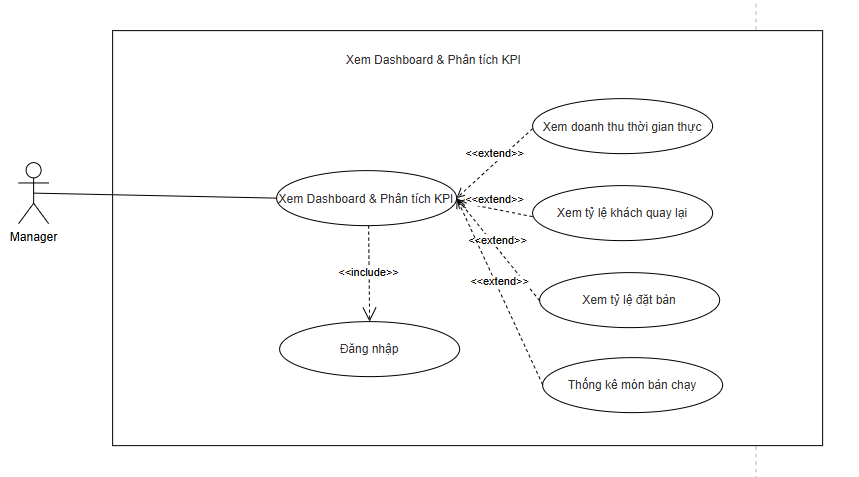 Xem Dashboard & Phân tích KPI
Xem doanh thu thời gian thực
<<extend>>
Xem Dashboard & Phân tích KPI
<<extend>>
Xem tỷ lệ khách quay lại
Manager
<<extend>>
<<include>>
<<extend>>
Xem tỷ lệ đặt bàn
Đăng nhập
Thống kê món bán chạy